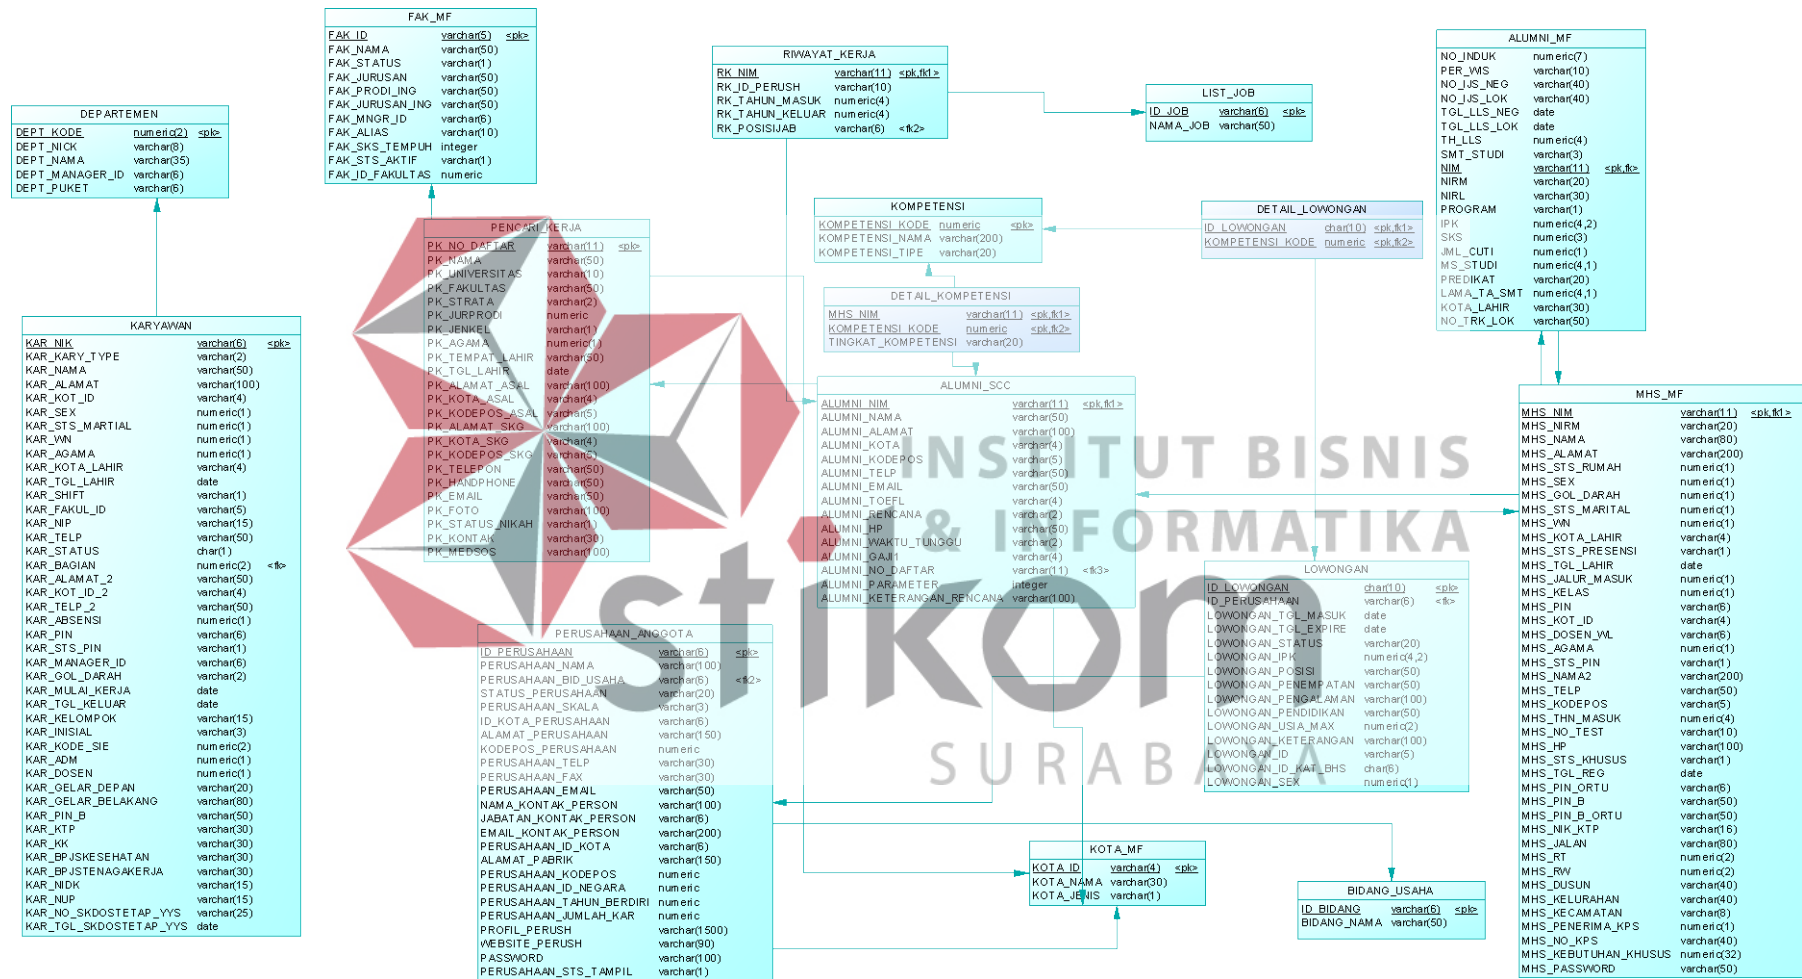 FAK_MF
FAK_ID varchar(5) <pk>
FAK_NAMA varchar(50)
FAK_STATUS varchar(1)
FAK_JURUSAN varchar(50)
FAK_PRODI_ING varchar(50)
FAK_JURUSAN_ING varchar(50)
FAK_MNGR_ID varchar(6)
FAK_ALIAS varchar(10)
FAK_SKS_TEMPUH integer
FAK_STS_AKTIF varchar(1)
FAK_ID_FAKULTAS numeric
RIWAYAT_KERJA
RK_NIM varchar(11) <pk,fk1>
RK_ID_PERUSH varchar(10)
RK_TAHUN_MASUK numeric(4)
RK_TAHUN_KELUAR numeric(4)
RK_POSISIJAB varchar(6) <fk2>
LIST_JOB
ID_JOB varchar(6) <pk>
NAMA_JOB varchar(50)
ALUMNI_MF
NO_INDUK numeric(7)
PER_WIS varchar(10)
NO_IJS_NEG varchar(40)
NO_IJS_LOK varchar(40)
TGL_LLS_NEG date
TGL_LLS_LOK date
TH_LLS numeric(4)
SMT_STUDI varchar(3)
NIM varchar(11) <pk,fk>
NIRM varchar(20)
NIRL varchar(30)
PROGRAM varchar(1)
IPK numeric(4,2)
SKS numeric(3)
JML_CUTI numeric(1)
MS_STUDI numeric(4,1)
PREDIKAT varchar(20)
LAMA_TA_SMT numeric(4,1)
KOTA_LAHIR varchar(30)
NO_TRK_LOK varchar(50)
DEPARTEMEN
DEPT_KODE numeric(2) <pk>
DEPT_NICK varchar(8)
DEPT_NAMA varchar(35)
DEPT_MANAGER_ID varchar(6)
DEPT_PUKET varchar(6)
KOMPETENSI
KOMPETENSI_KODE numeric <pk>
KOMPETENSI_NAMA varchar(200)
KOMPETENSI_TIPE varchar(20)
DETAIL_LOWONGAN
ID_LOWONGAN char(10) <pk,fk1>
KOMPETENSI_KODE numeric <pk,fk2>
PENCARI_KERJA
PK_NO_DAFTAR varchar(11) <pk>
PK_NAMA varchar(50)
PK_UNIVERSITAS varchar(10)
PK_FAKULTAS varchar(50)
PK_STRATA varchar(2)
PK_JURPRODI numeric
PK_JENKEL varchar(1)
PK_AGAMA numeric(1)
PK_TEMPAT_LAHIR varchar(50)
PK_TGL_LAHIR date
PK_ALAMAT_ASAL varchar(100)
PK_KOTA_ASAL varchar(4)
PK_KODEPOS_ASAL varchar(5)
PK_ALAMAT_SKG varchar(100)
PK_KOTA_SKG varchar(4)
PK_KODEPOS_SKG varchar(5)
PK_TELEPON varchar(50)
PK_HANDPHONE varchar(50)
PK_EMAIL varchar(50)
PK_FOTO varchar(100)
PK_STATUS_NIKAH varchar(1)
PK_KONTAK varchar(30)
PK_MEDSOS varchar(100)
DETAIL_KOMPETENSI
MHS_NIM varchar(11) <pk,fk1>
KOMPETENSI_KODE numeric <pk,fk2>
TINGKAT_KOMPETENSI varchar(20)
KARYAWAN
KAR_NIK varchar(6) <pk>
KAR_KARY_TYPE varchar(2)
KAR_NAMA varchar(50)
KAR_ALAMAT varchar(100)
KAR_KOT_ID varchar(4)
KAR_SEX numeric(1)
KAR_STS_MARTIAL numeric(1)
KAR_WN numeric(1)
KAR_AGAMA numeric(1)
KAR_KOTA_LAHIR varchar(4)
KAR_TGL_LAHIR date
KAR_SHIFT varchar(1)
KAR_FAKUL_ID varchar(5)
KAR_NIP varchar(15)
KAR_TELP varchar(50)
KAR_STATUS char(1)
KAR_BAGIAN numeric(2) <fk>
KAR_ALAMAT_2 varchar(50)
KAR_KOT_ID_2 varchar(4)
KAR_TELP_2 varchar(50)
KAR_ABSENSI numeric(1)
KAR_PIN varchar(6)
KAR_STS_PIN varchar(1)
KAR_MANAGER_ID varchar(6)
KAR_GOL_DARAH varchar(2)
KAR_MULAI_KERJA date
KAR_TGL_KELUAR date
KAR_KELOMPOK varchar(15)
KAR_INISIAL varchar(3)
KAR_KODE_SIE numeric(2)
KAR_ADM numeric(1)
KAR_DOSEN numeric(1)
KAR_GELAR_DEPAN varchar(20)
KAR_GELAR_BELAKANG varchar(80)
KAR_PIN_B varchar(50)
KAR_KTP varchar(30)
KAR_KK varchar(30)
KAR_BPJSKESEHATAN varchar(30)
KAR_BPJSTENAGAKERJA varchar(30)
KAR_NIDK varchar(15)
KAR_NUP varchar(15)
KAR_NO_SKDOSTETAP_YYS varchar(25)
KAR_TGL_SKDOSTETAP_YYS date
ALUMNI_SCC
ALUMNI_NIM varchar(11) <pk,fk1>
ALUMNI_NAMA varchar(50)
ALUMNI_ALAMAT varchar(100)
ALUMNI_KOTA varchar(4)
ALUMNI_KODEPOS varchar(5)
ALUMNI_TELP varchar(50)
ALUMNI_EMAIL varchar(50)
ALUMNI_TOEFL varchar(4)
ALUMNI_RENCANA varchar(2)
ALUMNI_HP varchar(50)
ALUMNI_WAKTU_TUNGGU varchar(2)
ALUMNI_GAJI1 varchar(4)
ALUMNI_NO_DAFTAR varchar(11) <fk3>
ALUMNI_PARAMETER integer
ALUMNI_KETERANGAN_RENCANA varchar(100)
MHS_MF
MHS_NIM varchar(11) <pk,fk1>
MHS_NIRM varchar(20)
MHS_NAMA varchar(80)
MHS_ALAMAT varchar(200)
MHS_STS_RUMAH numeric(1)
MHS_SEX numeric(1)
MHS_GOL_DARAH numeric(1)
MHS_STS_MARITAL numeric(1)
MHS_WN numeric(1)
MHS_KOTA_LAHIR varchar(4)
MHS_STS_PRESENSI varchar(1)
MHS_TGL_LAHIR date
MHS_JALUR_MASUK numeric(1)
MHS_KELAS numeric(1)
MHS_PIN varchar(6)
MHS_KOT_ID varchar(4)
MHS_DOSEN_WL varchar(6)
MHS_AGAMA numeric(1)
MHS_STS_PIN varchar(1)
MHS_NAMA2 varchar(200)
MHS_TELP varchar(50)
MHS_KODEPOS varchar(5)
MHS_THN_MASUK numeric(4)
MHS_NO_TEST varchar(10)
MHS_HP varchar(100)
MHS_STS_KHUSUS varchar(1)
MHS_TGL_REG date
MHS_PIN_ORTU varchar(6)
MHS_PIN_B varchar(50)
MHS_PIN_B_ORTU varchar(50)
MHS_NIK_KTP varchar(16)
MHS_JALAN varchar(80)
MHS_RT numeric(2)
MHS_RW numeric(2)
MHS_DUSUN varchar(40)
MHS_KELURAHAN varchar(40)
MHS_KECAMATAN varchar(8)
MHS_PENERIMA_KPS numeric(1)
MHS_NO_KPS varchar(40)
MHS_KEBUTUHAN_KHUSUS numeric(32)
MHS_PASSWORD varchar(50)
INSTITUT BISNIS
& INFORMATIKA
stikom
SURABAYA
LOWONGAN
ID_LOWONGAN char(10) <pk>
ID_PERUSAHAAN varchar(6) <fk>
LOWONGAN_TGL_MASUK date
LOWONGAN_TGL_EXPIRE date
LOWONGAN_STATUS varchar(20)
LOWONGAN_IPK numeric(4,2)
LOWONGAN_POSISI varchar(50)
LOWONGAN_PENEMPATAN varchar(50)
LOWONGAN_PENGALAMAN varchar(100)
LOWONGAN_PENDIDIKAN varchar(50)
LOWONGAN_USIA_MAX numeric(2)
LOWONGAN_KETERANGAN varchar(100)
LOWONGAN_ID varchar(5)
LOWONGAN_ID_KAT_BHS char(6)
LOWONGAN_SEX numeric(1)
PERUSAHAAN_ANGGOTA
ID_PERUSAHAAN varchar(6) <pk>
PERUSAHAAN_NAMA varchar(100)
PERUSAHAAN_BID_USAHA varchar(6) <fk2>
STATUS_PERUSAHAAN varchar(20)
PERUSAHAAN_SKALA varchar(3)
ID_KOTA_PERUSAHAAN varchar(6)
ALAMAT_PERUSAHAAN varchar(150)
KODEPOS_PERUSAHAAN numeric
PERUSAHAAN_TELP varchar(30)
PERUSAHAAN_FAX varchar(30)
PERUSAHAAN_EMAIL varchar(50)
NAMA_KONTAK_PERSON varchar(100)
JABATAN_KONTAK_PERSON varchar(6)
EMAIL_KONTAK_PERSON varchar(200)
PERUSAHAAN_ID_KOTA varchar(6)
ALAMAT_PABRIK varchar(150)
PERUSAHAAN_KODEPOS numeric
PERUSAHAAN_ID_NEGARA numeric
PERUSAHAAN_TAHUN_BERDIRI numeric
PERUSAHAAN_JUMLAH_KAR numeric
PROFIL_PERUSH varchar(1500)
WEBSITE_PERUSH varchar(90)
PASSWORD varchar(100)
PERUSAHAAN_STS_TAMPIL varchar(1)
KOTA_MF
KOTA_ID varchar(4) <pk>
KOTA_NAMA varchar(30)
KOTA_JENIS varchar(1)
BIDANG_USAHA
ID_BIDANG varchar(6) <pk>
BIDANG_NAMA varchar(50)